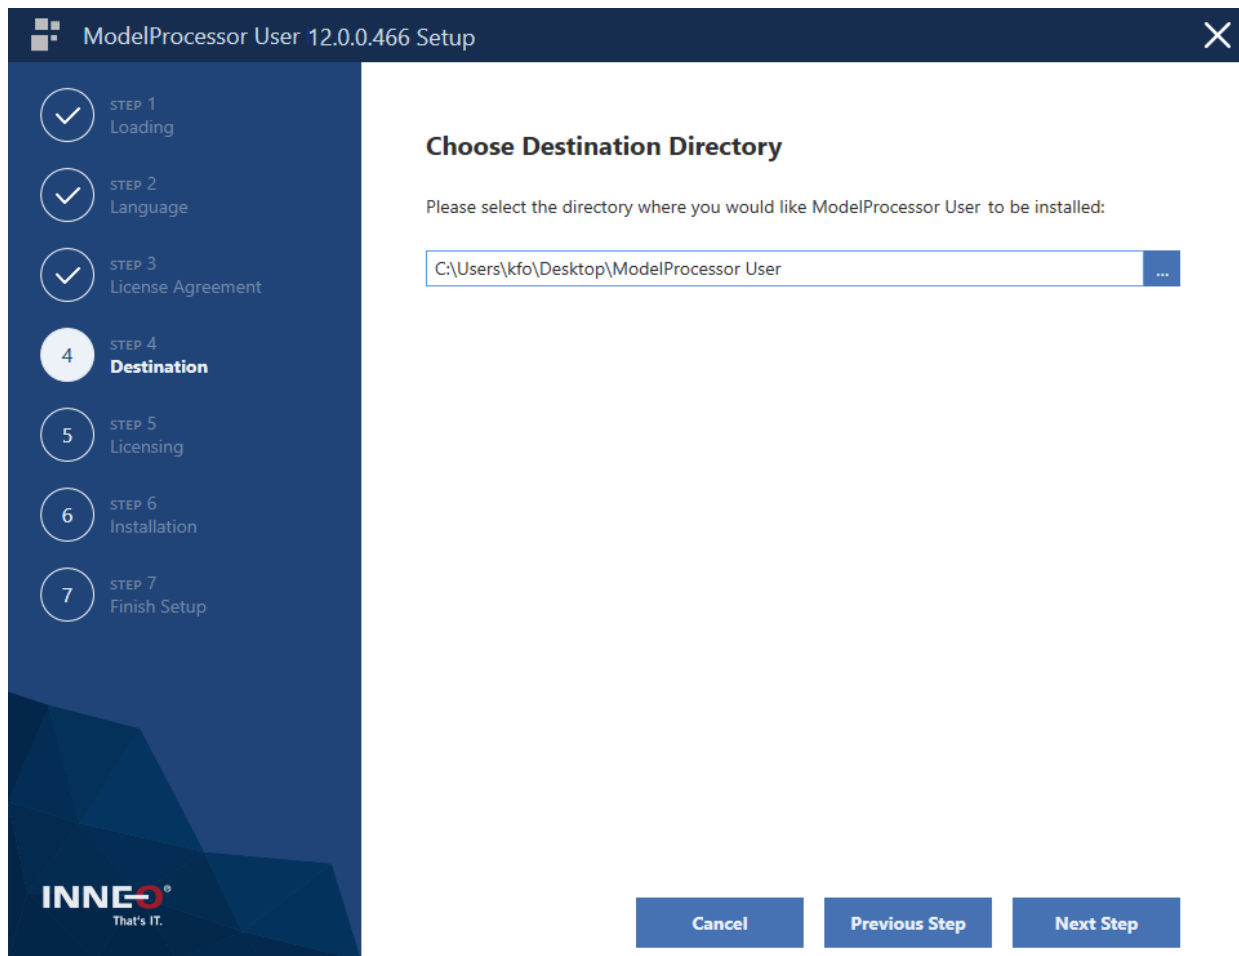 ModelProcessor User 12.0.0.466 Setup
STEP 1
Loading
STEP 2
Language
STEP 3
License Agreement
4
STEP 4
Destination
5
STEP 5
Licensing
6
STEP 6
Installation
7
STEP 7
Finish Setup
INNEO®
That's IT.
Choose Destination Directory
Please select the directory where you would like ModelProcessor User to be installed:
C:\Users\kfo\Desktop\ModelProcessor User
...
Cancel
Previous Step
Next Step